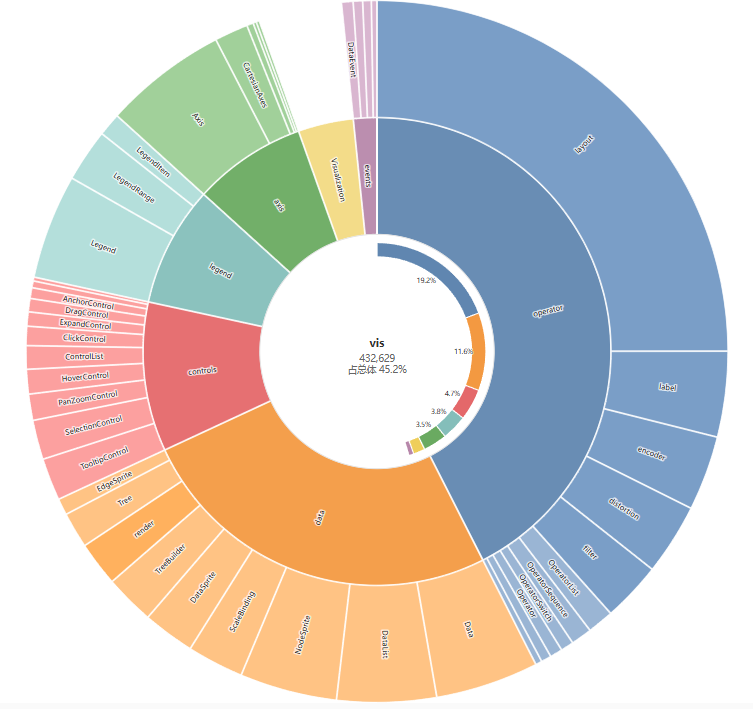 vis
432,629
占总体 45.2%
19.2%
11.6%
4.7%
3.8%
3.5%
operator
data
controls
legend
axis
Visualization
events
layout
label
encoder
distortion
filter
OperatorList
OperatorSequence
OperatorSwitch
Operator
Data
DataList
NodeSprite
ScaleBinding
DataSprite
TreeBuilder
render
Tree
EdgeSprite
TooltipControl
SelectionControl
PanZoomControl
HoverControl
ControlList
ClickControl
ExpandControl
DragControl
AnchorControl
Legend
LegendRange
LegendItem
Axis
CartesianAxes
DataEvent